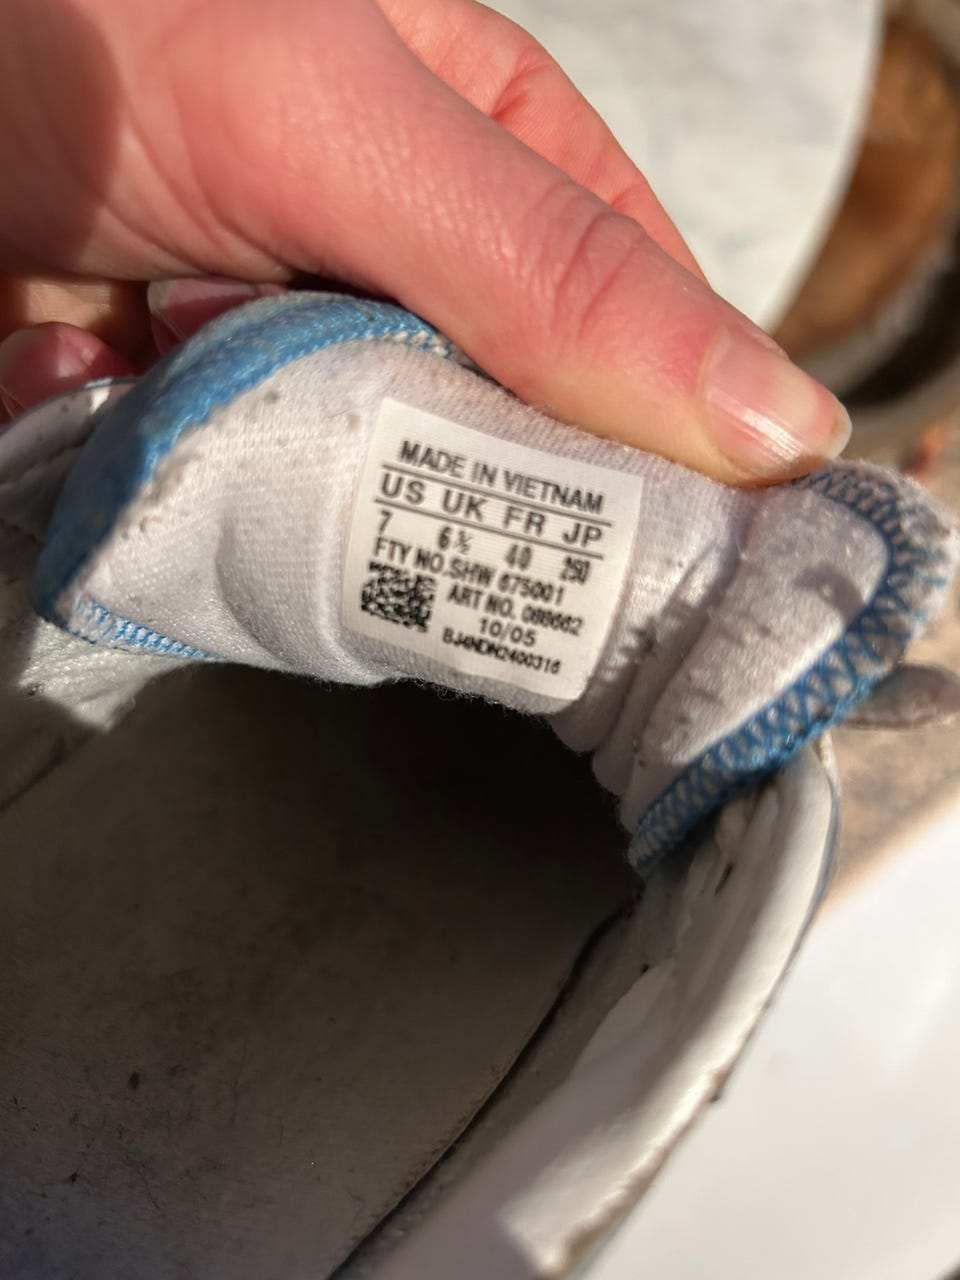 MADE IN VIETNAM
US UK FR JP
7 6½ 40 250
FTY NO.SHW 675001
ART NO.
10/05